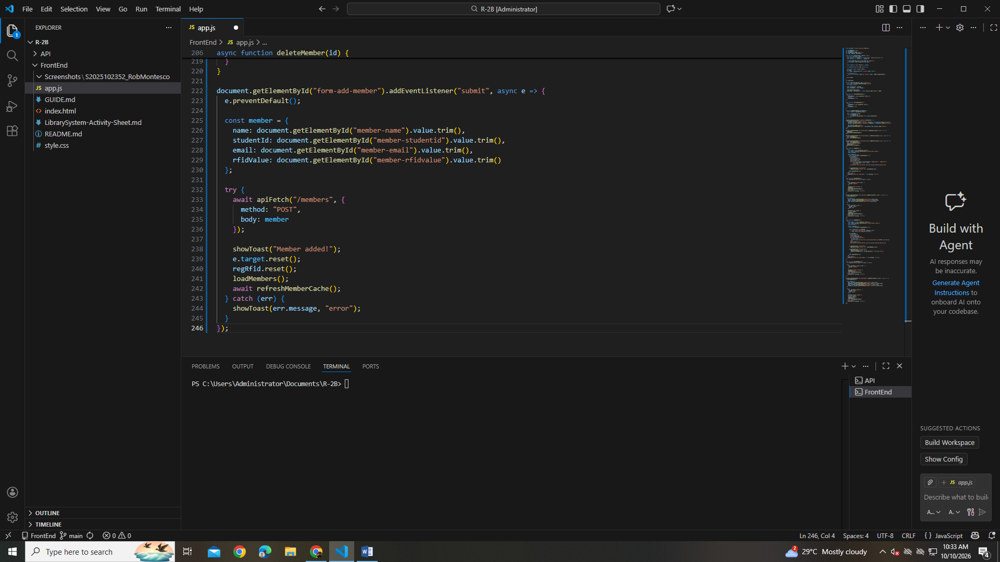 File Edit Selection View Go Run Terminal Help
R-2B [Administrator]
EXPLORER
R-2B
API
FrontEnd
Screenshots\S2025102352_RobMontesco
JS app.js
GUIDE.md
index.html
LibrarySystem-Activity-Sheet.md
README.md
# style.css
OUTLINE
TIMELINE
JS app.js
FrontEnd > JS app.js > ...
206 async function deleteMember(id) {
219 }
220 }
221
222 document.getElementById("form-add-member").addEventListener("submit", async e => {
223 e.preventDefault();
224
225 const member = {
226 name: document.getElementById("member-name").value.trim(),
227 studentId: document.getElementById("member-studentid").value.trim(),
228 email: document.getElementById("member-email").value.trim(),
229 rfidValue: document.getElementById("member-rfidvalue").value.trim()
230 };
231
232 try {
233 await apiFetch("/members", {
234 method: "POST",
235 body: member
236 });
237
238 showToast("Member added!");
239 e.target.reset();
240 regRfid.reset();
241 loadMembers();
242 await refreshMemberCache();
243 } catch (err) {
244 showToast(err.message, "error");
245 }
246 });
PROBLEMS OUTPUT DEBUG CONSOLE TERMINAL PORTS
PS C:\Users\Administrator\Documents\R-2B>
API
FrontEnd
Build with
Agent
AI responses may
be inaccurate.
Generate Agent
Instructions to
onboard AI onto
your codebase.
SUGGESTED ACTIONS
Build Workspace
Show Config
+ JS app.js
Describe what to buil
A... A.
FrontEnd main 0 0
Ln 246, Col 4 Spaces: 4 UTF-8 CRLF { } JavaScript
Type here to search
2 29°C Mostly cloudy
10:33 AM
10/10/2026
4